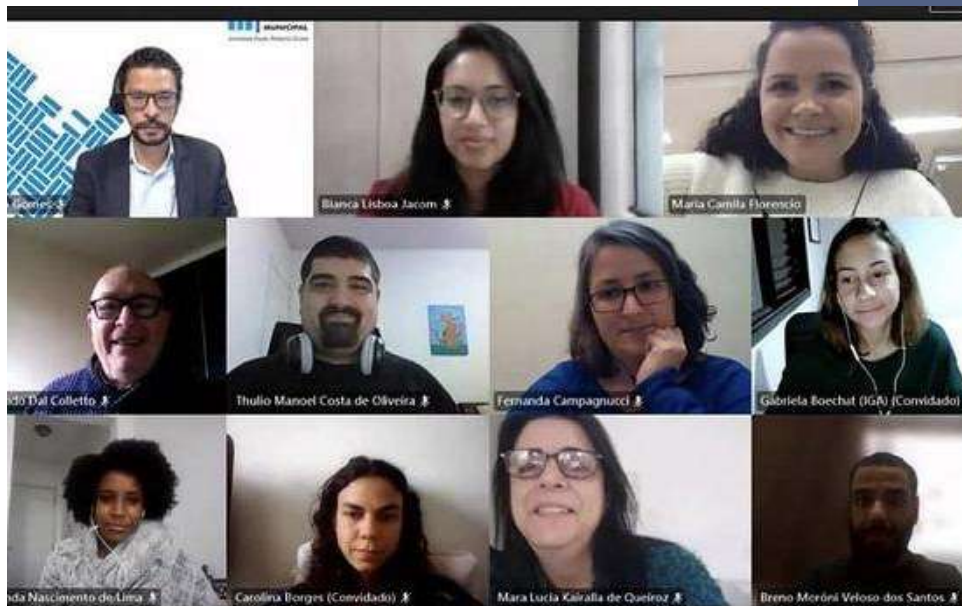 MUNICIPAL
Gomes
Bianca Lisboa Jacom
Maria Camila Florencio
do Dal Colletto
Thulio Manoel Costa de Oliveira
Fernanda Campagnucci
Gabriela Boechat (IGA) (Convidado)
nda Nascimento de Lima
Carolina Borges (Convidado)
Mara Lucia Kairalla de Queiroz
Breno Meroni Veloso dos Santos